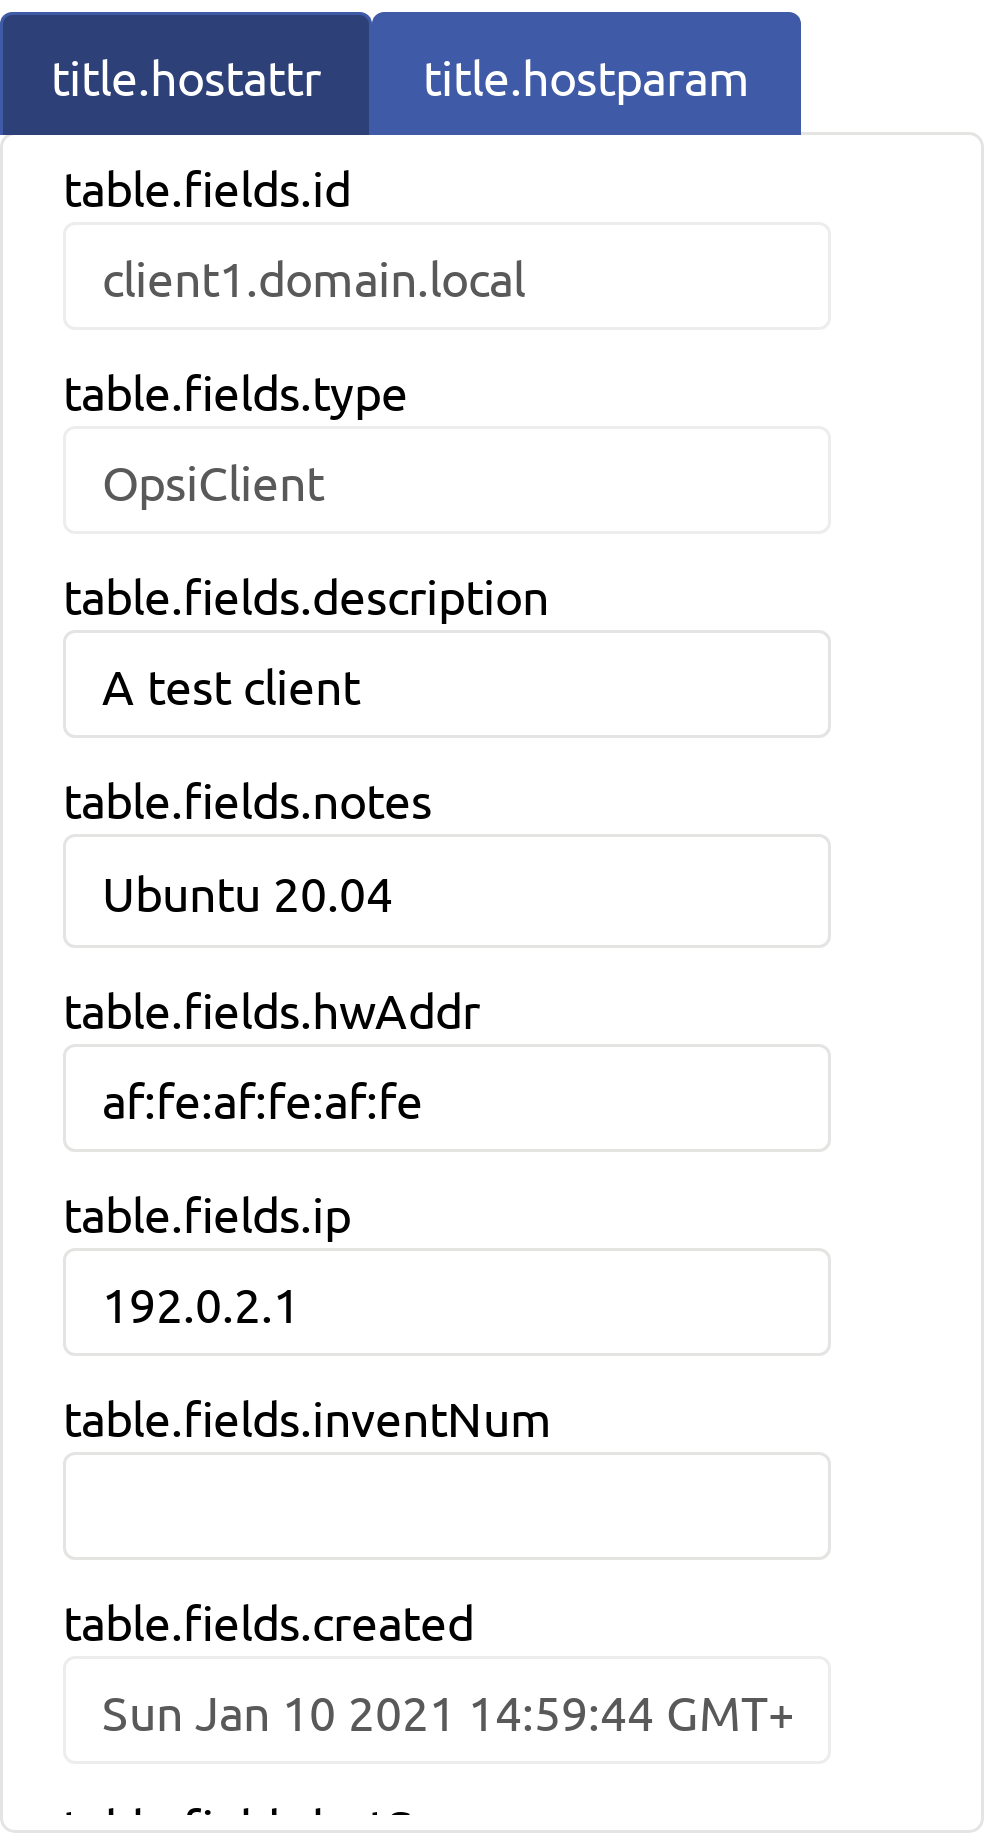 title.hostattr title.hostparam
table.fields.id
client1.domain.local
table.fields.type
OpsiClient
table.fields.description
A test client
table.fields.notes
Ubuntu 20.04
table.fields.hwAddr
af:fe:af:fe:af:fe
table.fields.ip
192.0.2.1
table.fields.inventNum
table.fields.created
Sun Jan 10 2021 14:59:44 GMT+